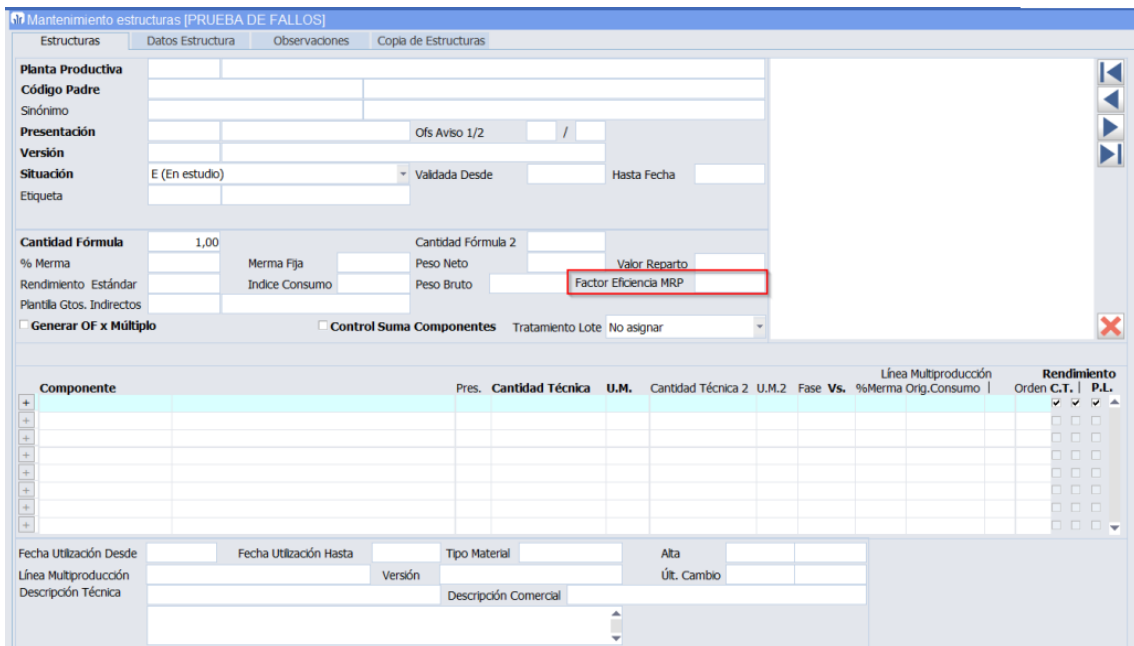 Mantenimiento estructuras [PRUEBA DE FALLOS]
Estructuras Datos Estructura Observaciones Copia de Estructuras
Planta Productiva
Código Padre
Sinónimo
Presentación Ofs Aviso 1/2 /
Versión
Situación E (En estudio) Validada Desde Hasta Fecha
Etiqueta
Cantidad Fórmula 1,00 Cantidad Fórmula 2
% Merma Merma Fija Peso Neto Valor Reparto
Rendimiento Estándar Indice Consumo Peso Bruto Factor Eficiencia MRP
Plantilla Gtos. Indirectos
Generar OF x Múltiplo Control Suma Componentes Tratamiento Lote No asignar
Línea Multiproducción Rendimiento
Componente Pres. Cantidad Técnica U.M. Cantidad Técnica 2 U.M.2 Fase Vs. %Merma Orig.Consumo | Orden C.T. | P.L.
Fecha Utilización Desde Fecha Utilización Hasta Tipo Material Alta
Línea Multiproducción Versión Últ. Cambio
Descripción Técnica Descripción Comercial